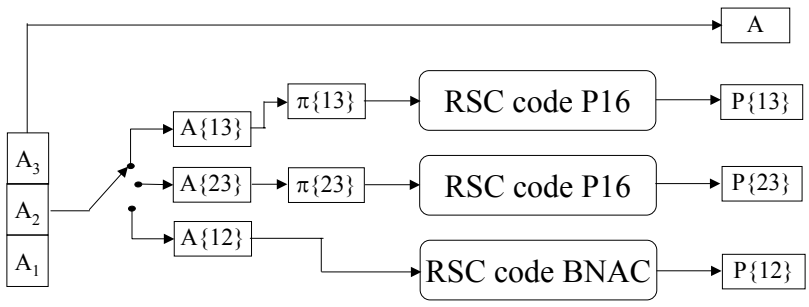 A
A{13} π{13} RSC code P16 P{13}
A₃
A{23} π{23} RSC code P16 P{23}
A₂
A{12}
A₁ RSC code BNAC P{12}